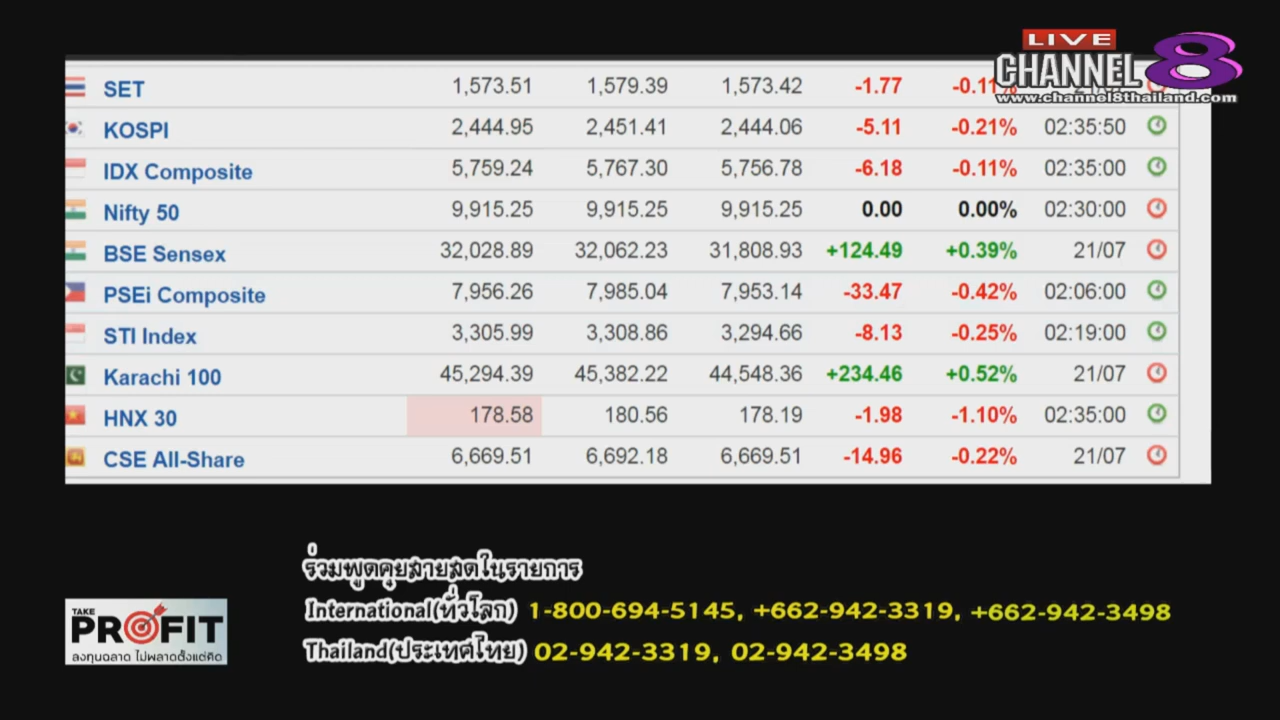 LIVE
CHANNEL 8
www.channel8thailand.com
SET 1,573.51 1,579.39 1,573.42 -1.77 -0.11%
KOSPI 2,444.95 2,451.41 2,444.06 -5.11 -0.21% 02:35:50
IDX Composite 5,759.24 5,767.30 5,756.78 -6.18 -0.11% 02:35:00
Nifty 50 9,915.25 9,915.25 9,915.25 0.00 0.00% 02:30:00
BSE Sensex 32,028.89 32,062.23 31,808.93 +124.49 +0.39% 21/07
PSEi Composite 7,956.26 7,985.04 7,953.14 -33.47 -0.42% 02:06:00
STI Index 3,305.99 3,308.86 3,294.66 -8.13 -0.25% 02:19:00
Karachi 100 45,294.39 45,382.22 44,548.36 +234.46 +0.52% 21/07
HNX 30 178.58 180.56 178.19 -1.98 -1.10% 02:35:00
CSE All-Share 6,669.51 6,692.18 6,669.51 -14.96 -0.22% 21/07
ร่วมพูดคุยสายสดในรายการ
International(ทั่วโลก) 1-800-694-5145, +662-942-3319, +662-942-3498
Thailand(ประเทศไทย) 02-942-3319, 02-942-3498
TAKE
PROFIT
ลงทุนฉลาด ไม่พลาดตั้งแต่คิด